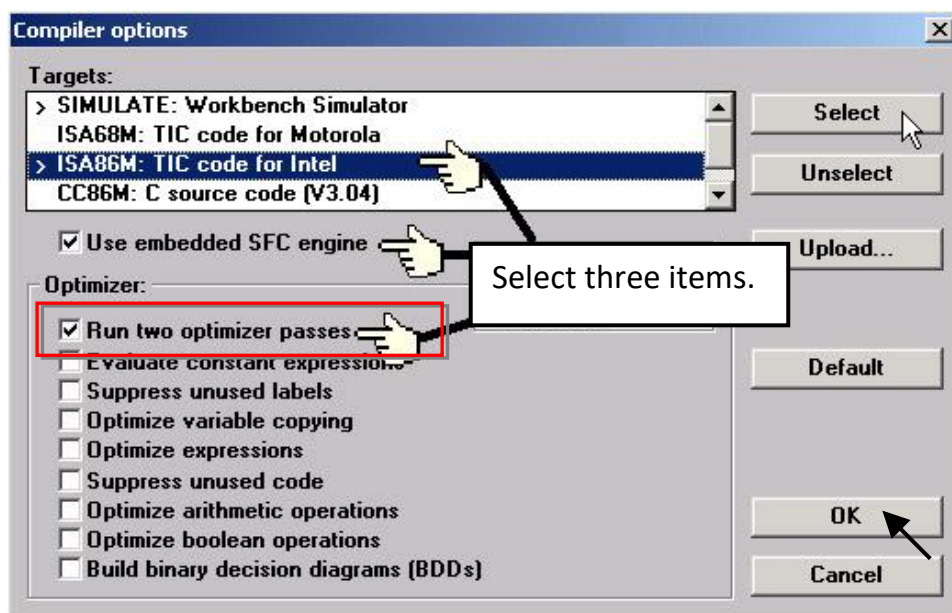 Compiler options
Targets:
> SIMULATE: Workbench Simulator
ISA68M: TIC code for Motorola
> ISA86M: TIC code for Intel
CC86M: C source code (V3.04)
Select
Unselect
Upload...
Use embedded SFC engine
Select three items.
Optimizer:
Run two optimizer passes
Evaluate constant expressions
Suppress unused labels
Optimize variable copying
Optimize expressions
Suppress unused code
Optimize arithmetic operations
Optimize boolean operations
Build binary decision diagrams (BDDs)
Default
OK
Cancel